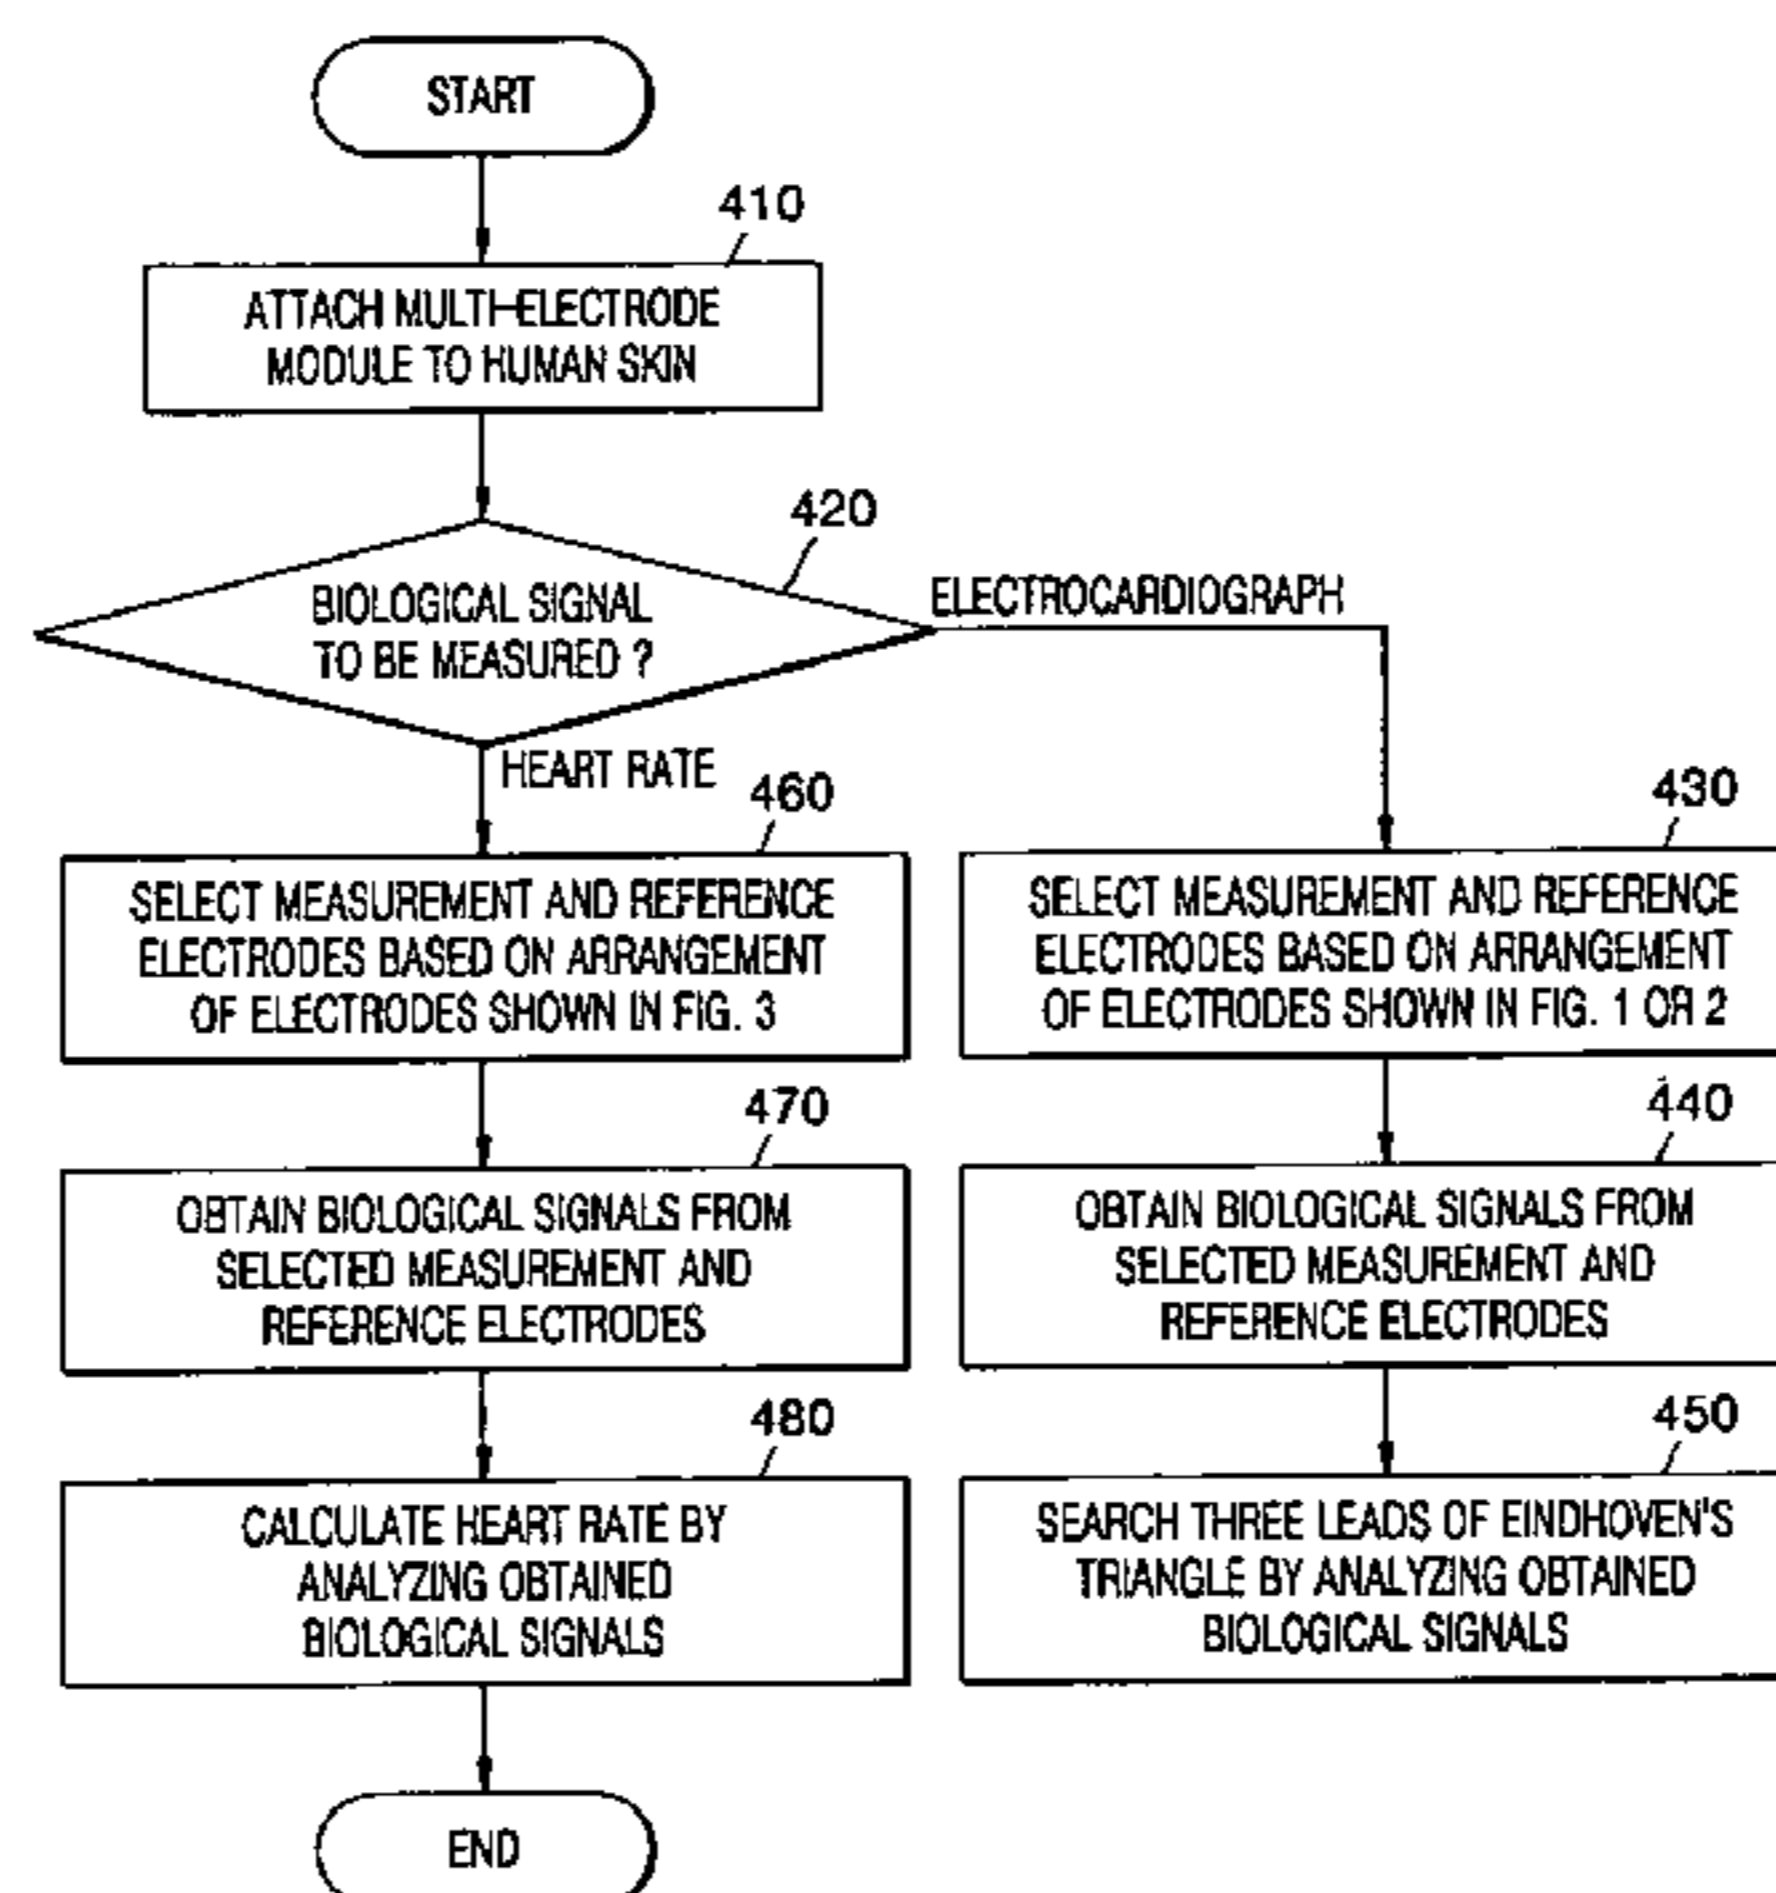 START
410
ATTACH MULTI-ELECTRODE
MODULE TO HUMAN SKIN
420
BIOLOGICAL SIGNAL
TO BE MEASURED ?
ELECTROCARDIOGRAPH
HEART RATE
460
SELECT MEASUREMENT AND REFERENCE
ELECTRODES BASED ON ARRANGEMENT
OF ELECTRODES SHOWN IN FIG. 3
430
SELECT MEASUREMENT AND REFERENCE
ELECTRODES BASED ON ARRANGEMENT
OF ELECTRODES SHOWN IN FIG. 1 OR 2
470
OBTAIN BIOLOGICAL SIGNALS FROM
SELECTED MEASUREMENT AND
REFERENCE ELECTRODES
440
OBTAIN BIOLOGICAL SIGNALS FROM
SELECTED MEASUREMENT AND
REFERENCE ELECTRODES
480
CALCULATE HEART RATE BY
ANALYZING OBTAINED
BIOLOGICAL SIGNALS
450
SEARCH THREE LEADS OF EINDHOVEN'S
TRIANGLE BY ANALYZING OBTAINED
BIOLOGICAL SIGNALS
END